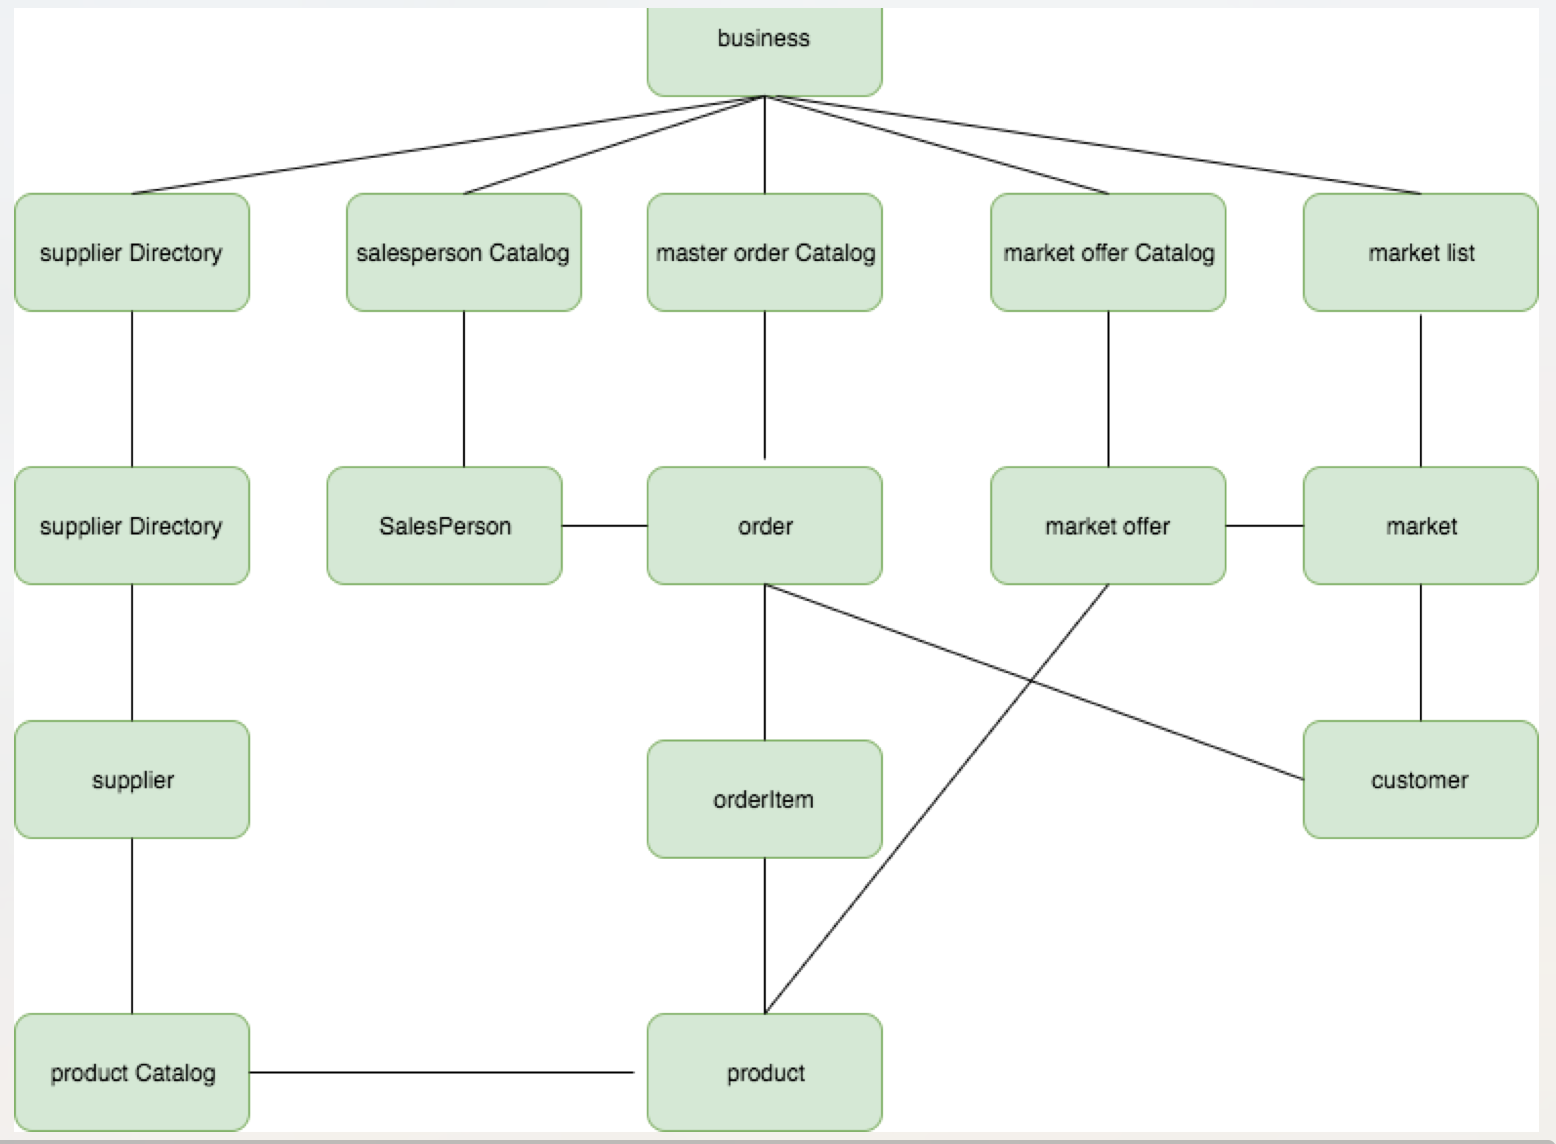 business
supplier Directory
salesperson Catalog
master order Catalog
market offer Catalog
market list
supplier Directory
SalesPerson
order
market offer
market
supplier
orderItem
customer
product Catalog
product